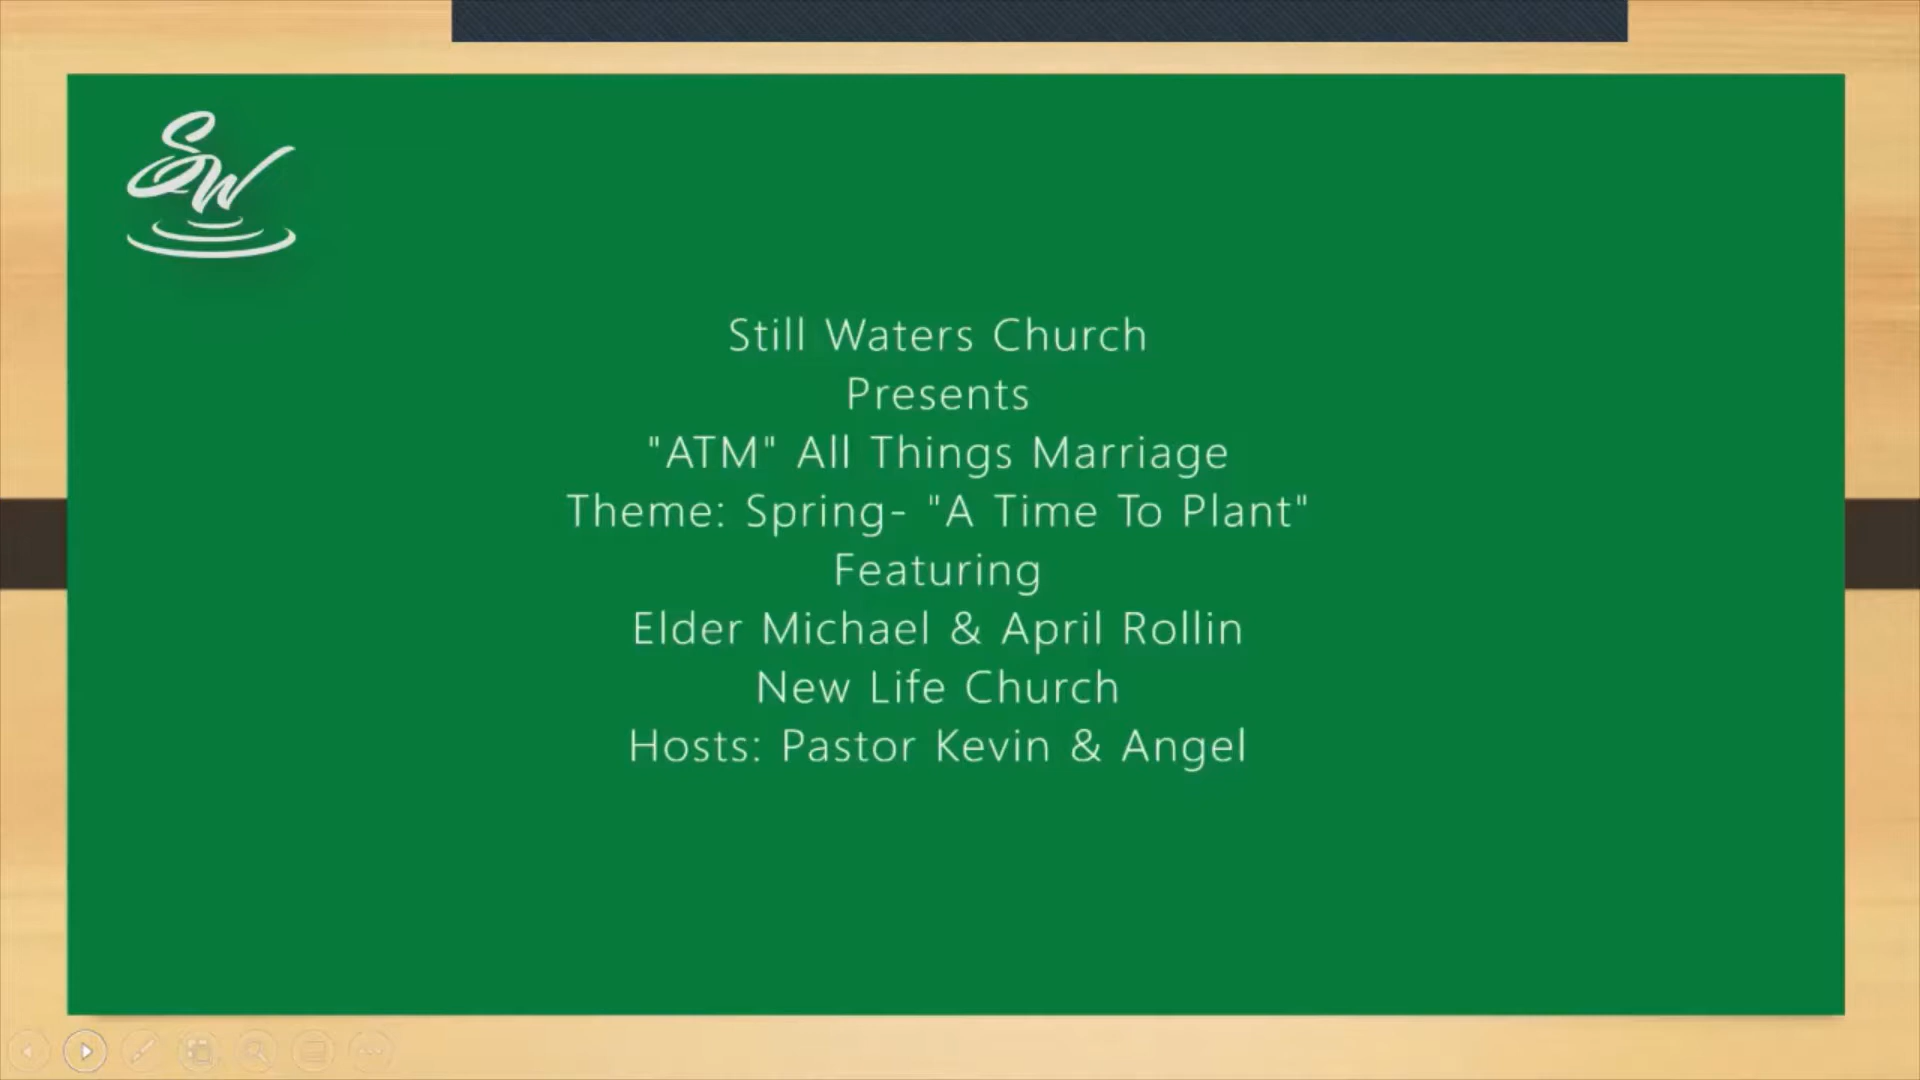 SW
Still Waters Church
Presents
"ATM" All Things Marriage
Theme: Spring- "A Time To Plant"
Featuring
Elder Michael & April Rollin
New Life Church
Hosts: Pastor Kevin & Angel